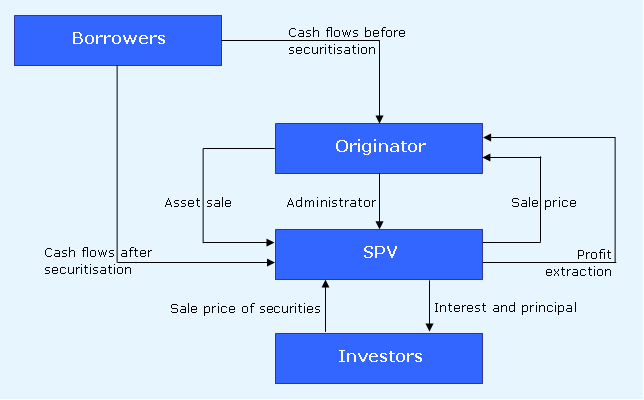 Borrowers
Cash flows before
securitisation
Originator
Asset sale
Administrator
Sale price
SPV
Cash flows after
securitisation
Profit
extraction
Sale price of securities
Interest and principal
Investors